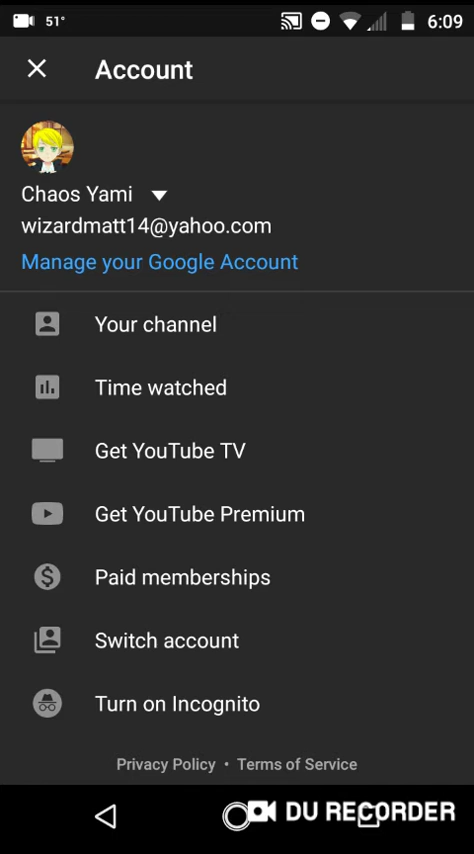 51°
6:09
Account
Chaos Yami
wizardmatt14@yahoo.com
Manage your Google Account
Your channel
Time watched
Get YouTube TV
Get YouTube Premium
Paid memberships
Switch account
Turn on Incognito
Privacy Policy • Terms of Service
DU RECORDER